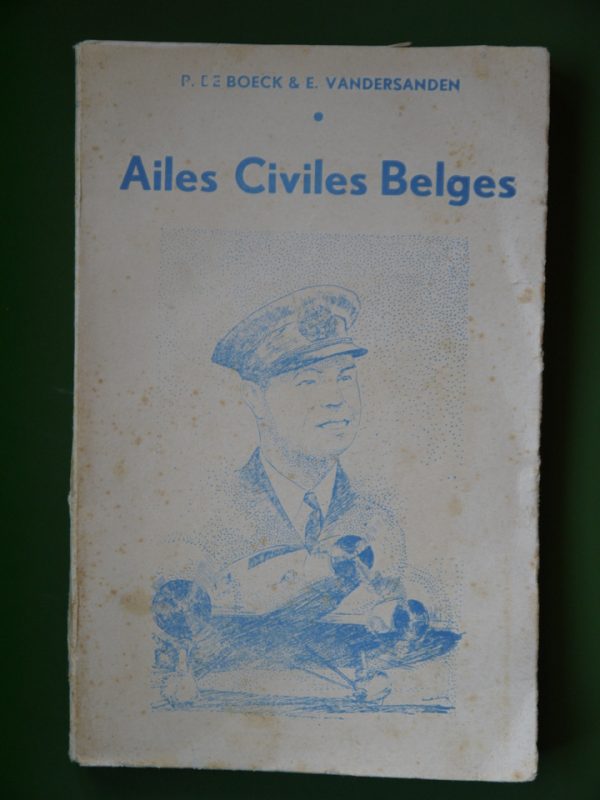 P. DE BOECK & E. VANDERSANDEN
Ailes Civiles Belges